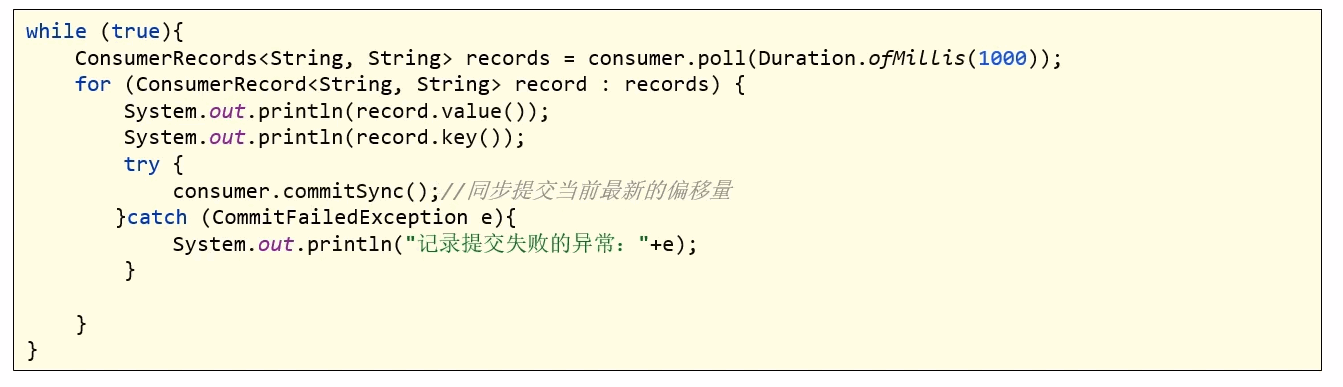 while (true){
    ConsumerRecords<String, String> records = consumer.poll(Duration.ofMillis(1000));
    for (ConsumerRecord<String, String> record : records) {
        System.out.println(record.value());
        System.out.println(record.key());
        try {
            consumer.commitSync();//同步提交当前最新的偏移量
        }catch (CommitFailedException e){
            System.out.println("记录提交失败的异常："+e);
        }
    }
}